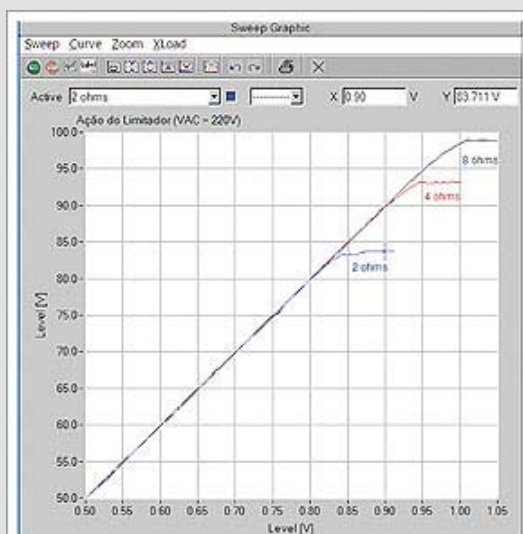 Sweep Graphic
Sweep Curve Zoom XLoad
Active 2 ohms X 0.90 V Y 83.711 V
Ação do Limitador (VAC ~ 220V)
100.0
95.0
90.0
85.0
80.0
75.0
70.0
65.0
60.0
55.0
50.0
Level [V]
8 ohms
4 ohms
2 ohms
0.50 0.55 0.60 0.65 0.70 0.75 0.80 0.85 0.90 0.95 1.00 1.05
Level [V]